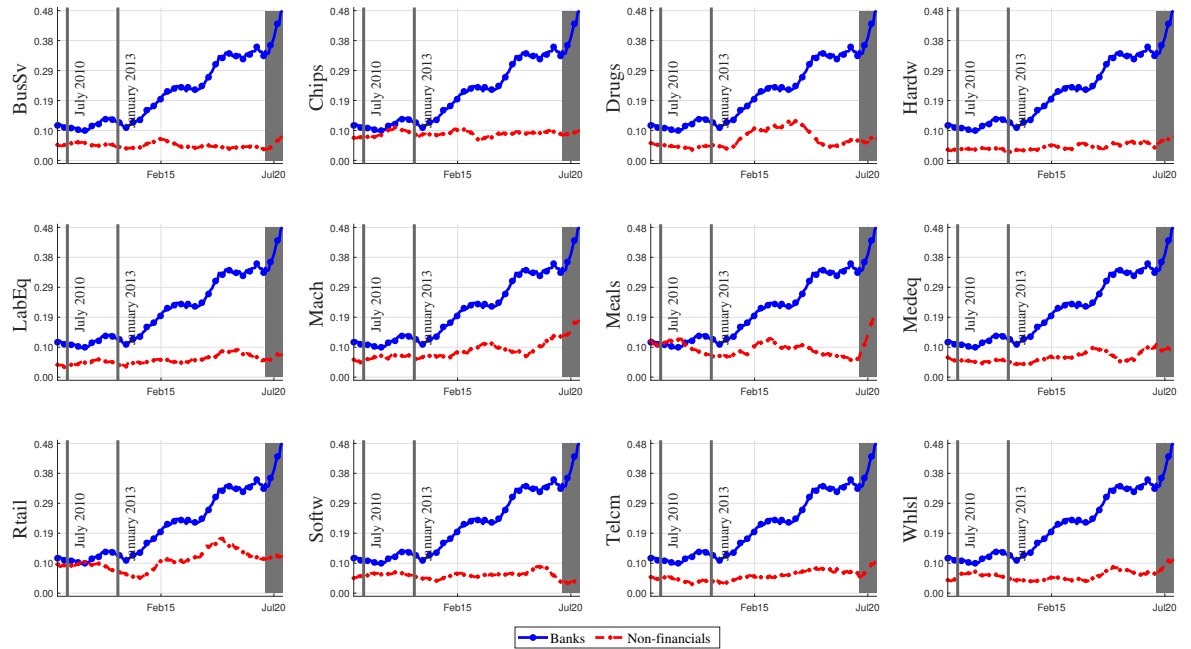 BusSv
0.48
0.38
0.29
0.19
0.10
0.00
July 2010
January 2013
Feb15
Jul20
Chips
0.48
0.38
0.29
0.19
0.10
0.00
July 2010
January 2013
Feb15
Jul20
Drugs
0.48
0.38
0.29
0.19
0.10
0.00
July 2010
January 2013
Feb15
Jul20
Hardw
0.48
0.38
0.29
0.19
0.10
0.00
July 2010
January 2013
Feb15
Jul20
LabEq
0.48
0.38
0.29
0.19
0.10
0.00
July 2010
January 2013
Feb15
Jul20
Mach
0.48
0.38
0.29
0.19
0.10
0.00
July 2010
January 2013
Feb15
Jul20
Meals
0.48
0.38
0.29
0.19
0.10
0.00
July 2010
January 2013
Feb15
Jul20
Medeq
0.48
0.38
0.29
0.19
0.10
0.00
July 2010
January 2013
Feb15
Jul20
Rtail
0.48
0.38
0.29
0.19
0.10
0.00
July 2010
January 2013
Feb15
Jul20
Softw
0.48
0.38
0.29
0.19
0.10
0.00
July 2010
January 2013
Feb15
Jul20
Telcm
0.48
0.38
0.29
0.19
0.10
0.00
July 2010
January 2013
Feb15
Jul20
Whlsl
0.48
0.38
0.29
0.19
0.10
0.00
July 2010
January 2013
Feb15
Jul20
Banks
Non-financials